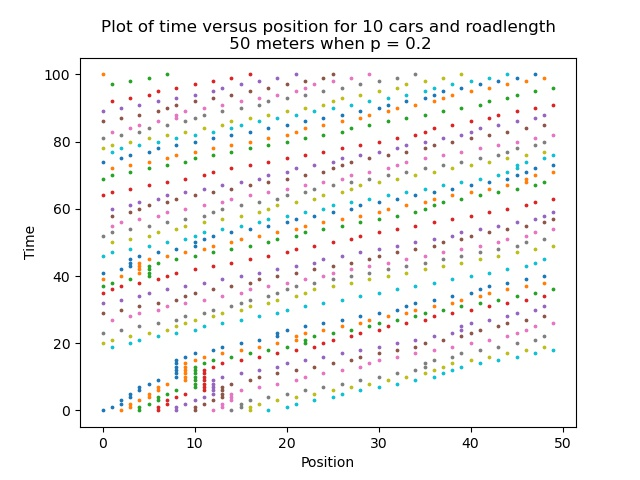 Plot of time versus position for 10 cars and roadlength
50 meters when p = 0.2
100
80
60
40
20
0
Time
0 10 20 30 40 50
Position